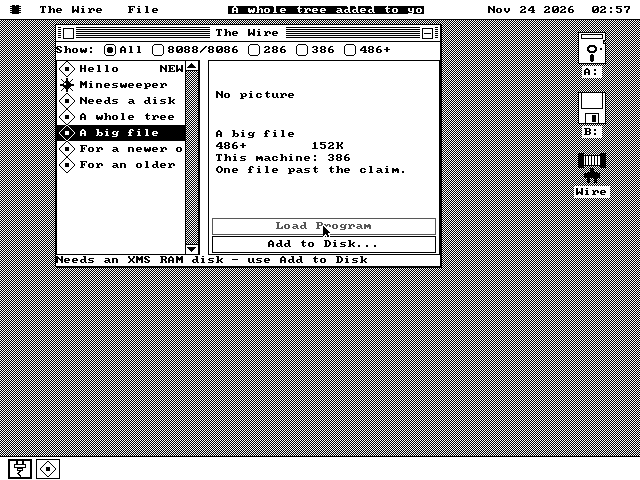 The Wire File A whole tree added to yo Nov 24 2026 02:57
The Wire
Show: All 8088/8086 286 386 486+
Hello NEW
Minesweeper
Needs a disk
A whole tree
A big file
For a newer o
For an older
No picture
A big file
486+ 152K
This machine: 386
One file past the claim.
Load Program
Add to Disk...
Needs an XMS RAM disk - use Add to Disk
A:
B:
Wire